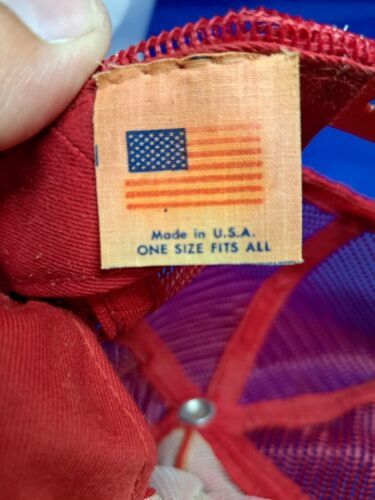 Made in U.S.A.
ONE SIZE FITS ALL